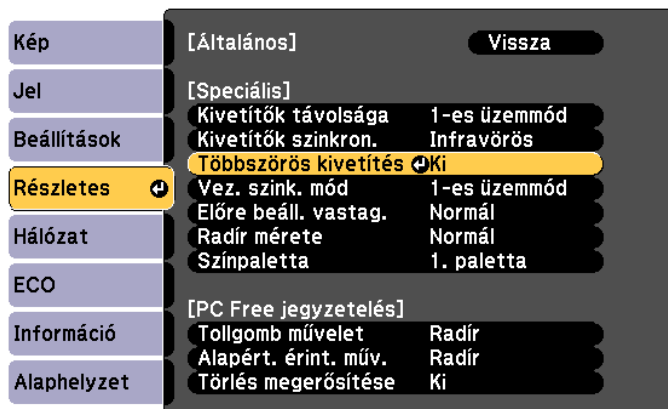 Kép
Jel
Beállítások
Részletes
Hálózat
ECO
Információ
Alaphelyzet
[Általános] Vissza
[Speciális]
Kivetítők távolsága 1-es üzemmód
Kivetítők szinkron. Infravörös
Többszörös kivetítés Ki
Vez. szink. mód 1-es üzemmód
Előre beáll. vastag. Normál
Radír mérete Normál
Színpaletta 1. paletta
[PC Free jegyzetelés]
Tollgomb művelet Radír
Alapért. érint. műv. Radír
Törlés megerősítése Ki